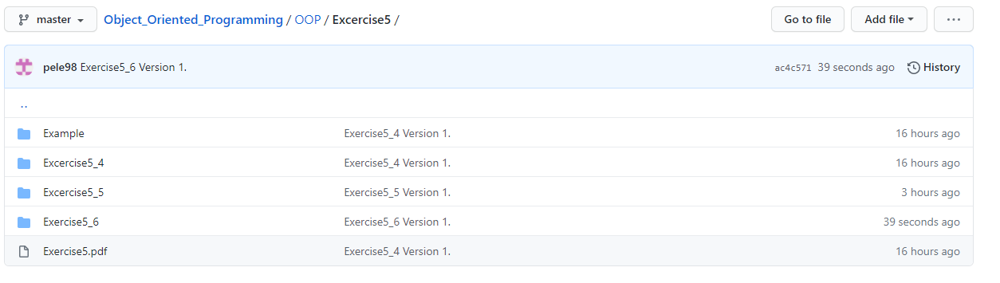 master Object_Oriented_Programming / OOP / Excercise5 / Go to file Add file ...
pele98 Exercise5_6 Version 1. ac4c571 39 seconds ago History
..
Example Exercise5_4 Version 1. 16 hours ago
Excercise5_4 Exercise5_4 Version 1. 16 hours ago
Excercise5_5 Exercise5_5 Version 1. 3 hours ago
Exercise5_6 Exercise5_6 Version 1. 39 seconds ago
Exercise5.pdf Exercise5_4 Version 1. 16 hours ago